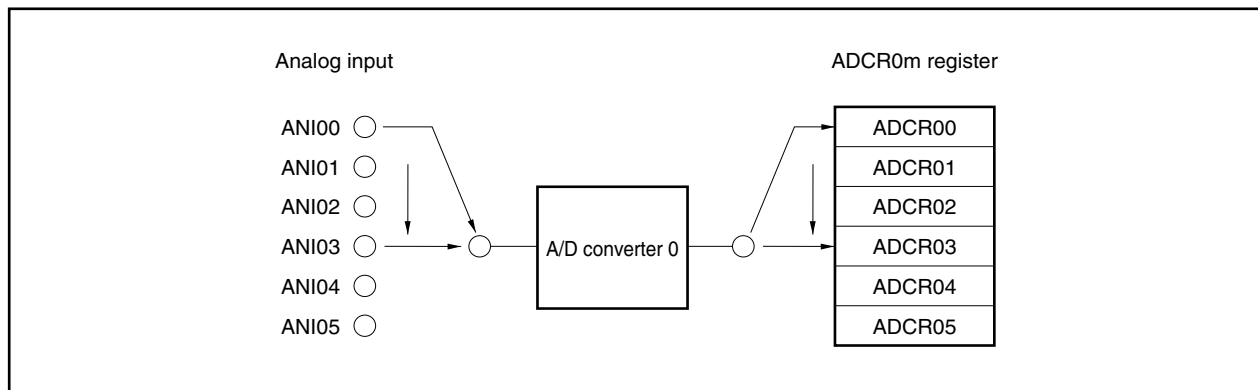 Analog input
ADCR0m register
ANI00
ANI01
ANI02
ANI03
ANI04
ANI05
A/D converter 0
ADCR00
ADCR01
ADCR02
ADCR03
ADCR04
ADCR05